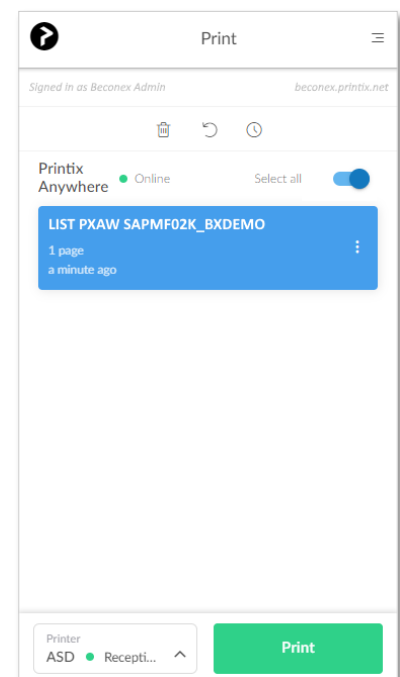 Print
Signed in as Beconex Admin
beconex.printix.net
Printix
Anywhere
Online
Select all
LIST PXAW SAPMF02K_BXDEMO
1 page
a minute ago
Printer
ASD
Recepti...
Print